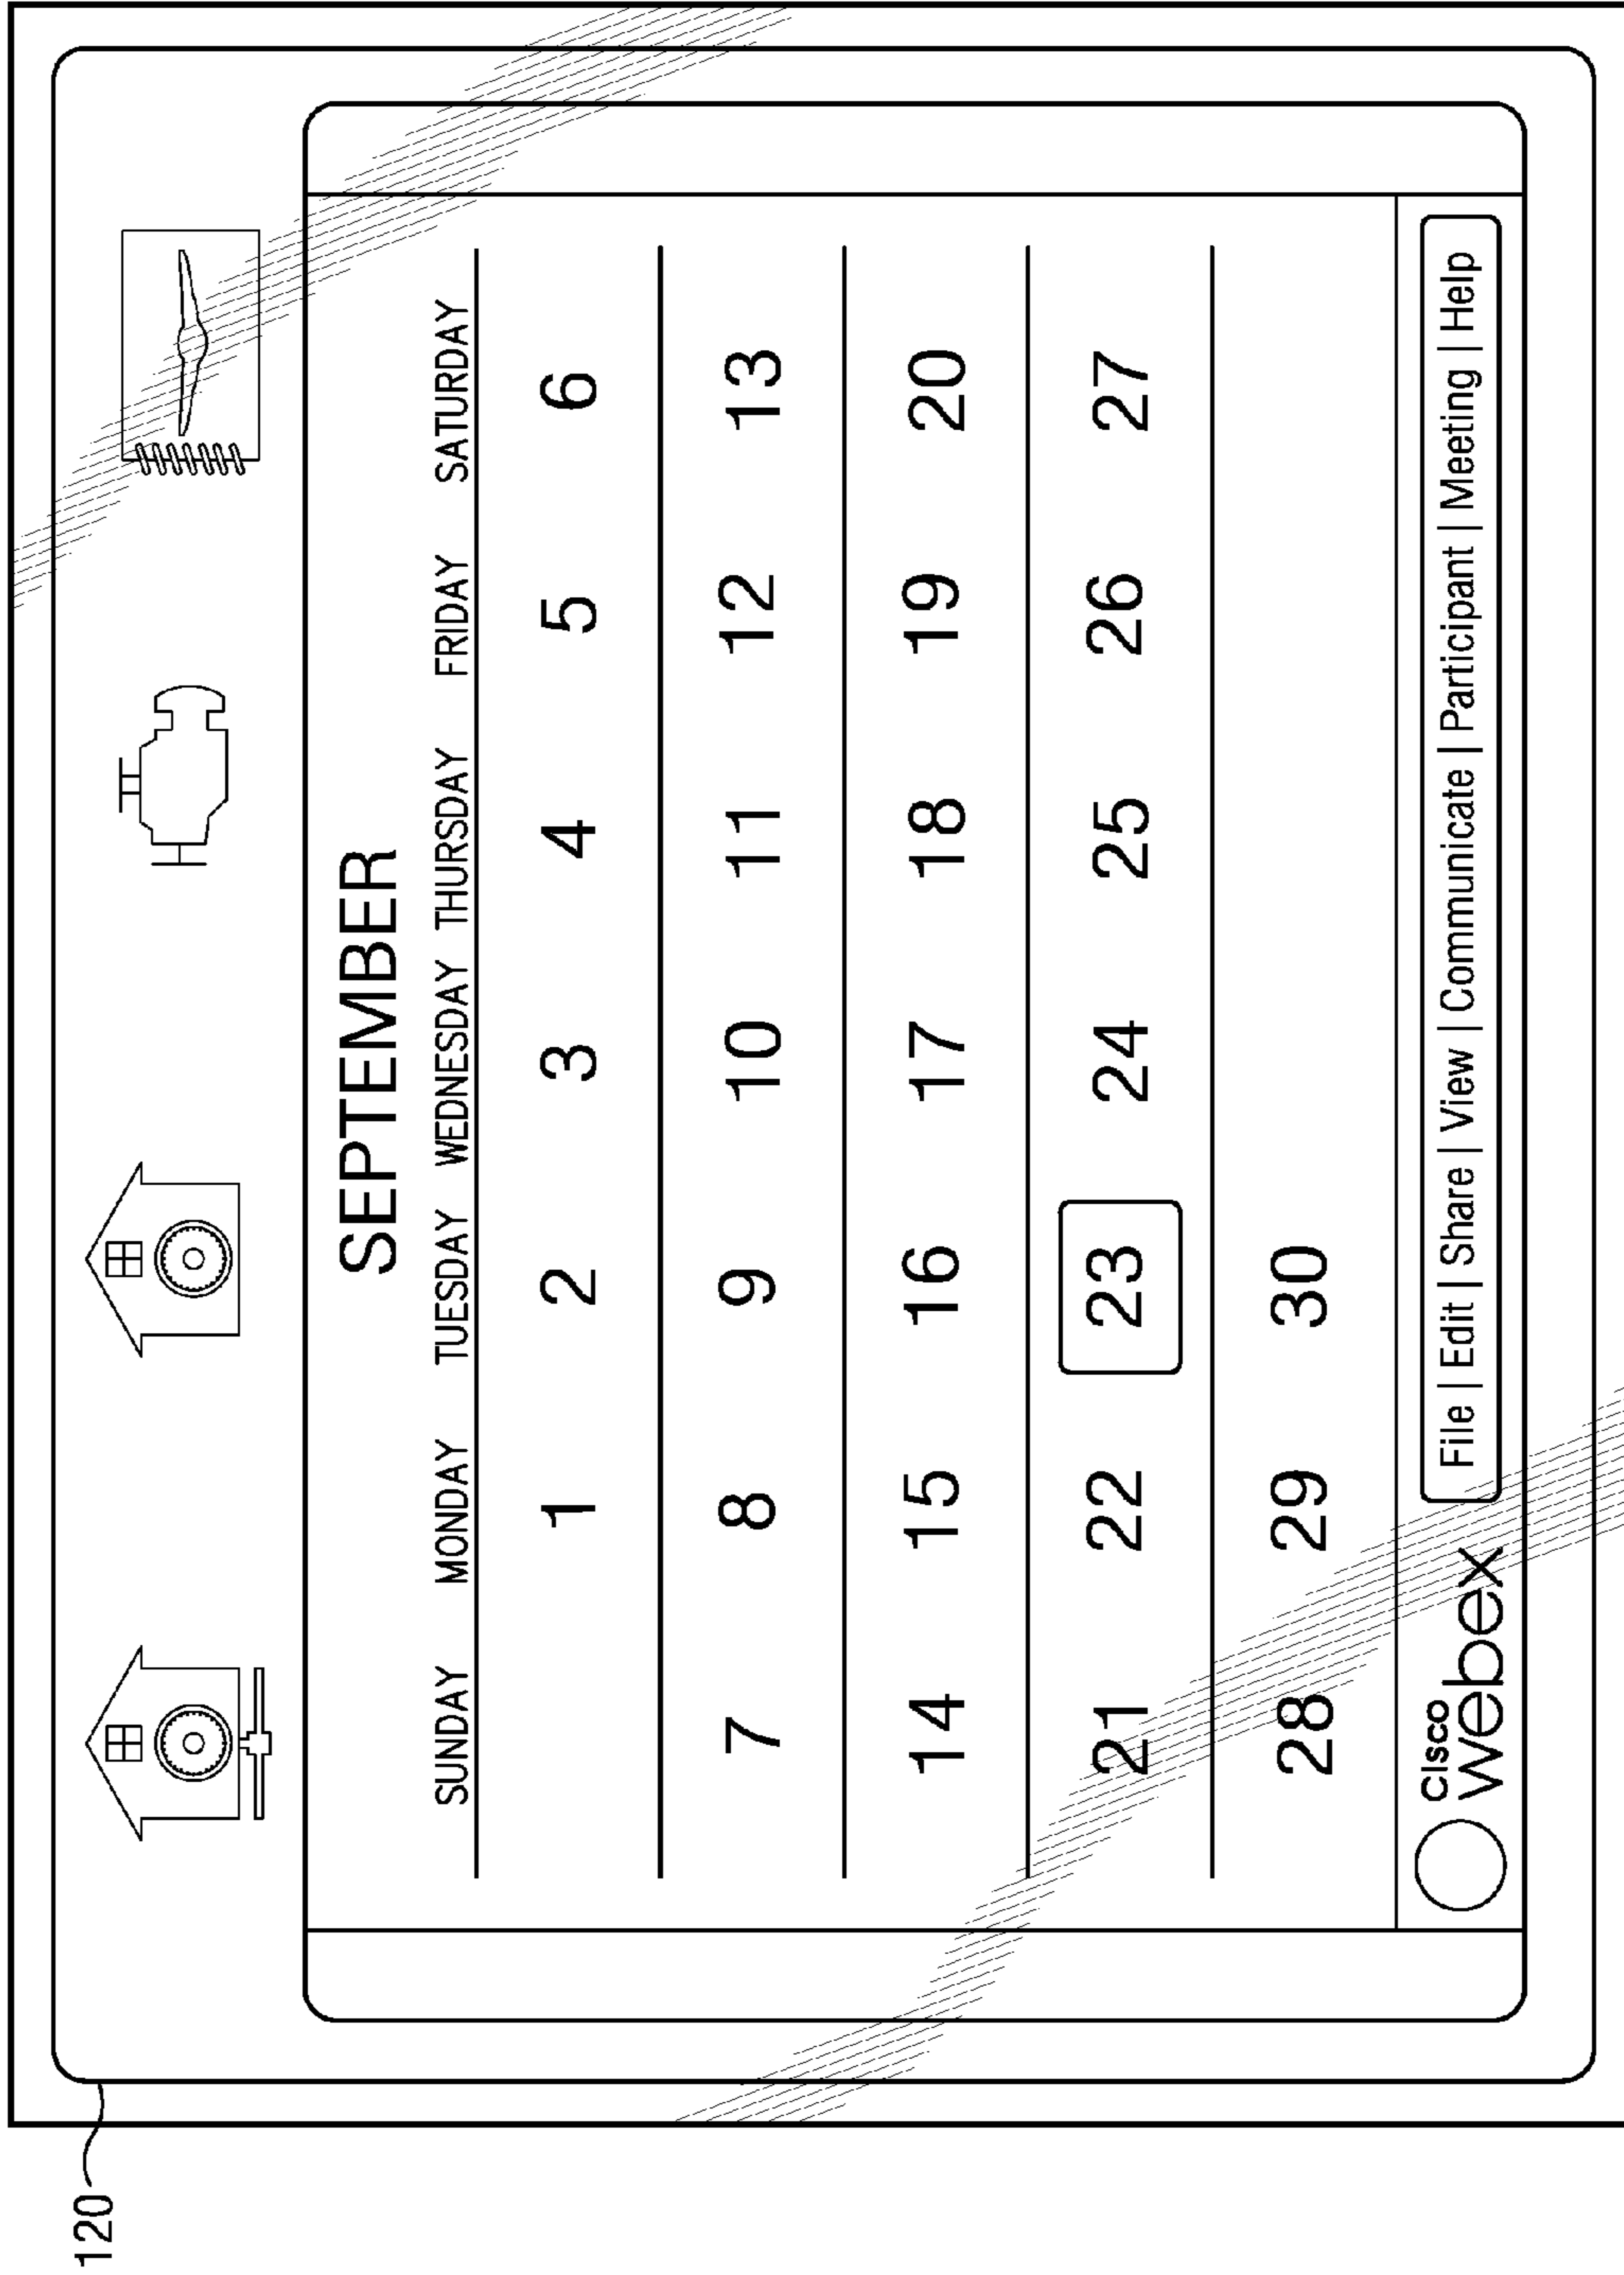 120
SEPTEMBER
SUNDAY MONDAY TUESDAY WEDNESDAY THURSDAY FRIDAY SATURDAY
1 2 3 4 5 6
7 8 9 10 11 12 13
14 15 16 17 18 19 20
21 22 23 24 25 26 27
28 29 30
CISCO
webex
File | Edit | Share | View | Communicate | Participant | Meeting | Help